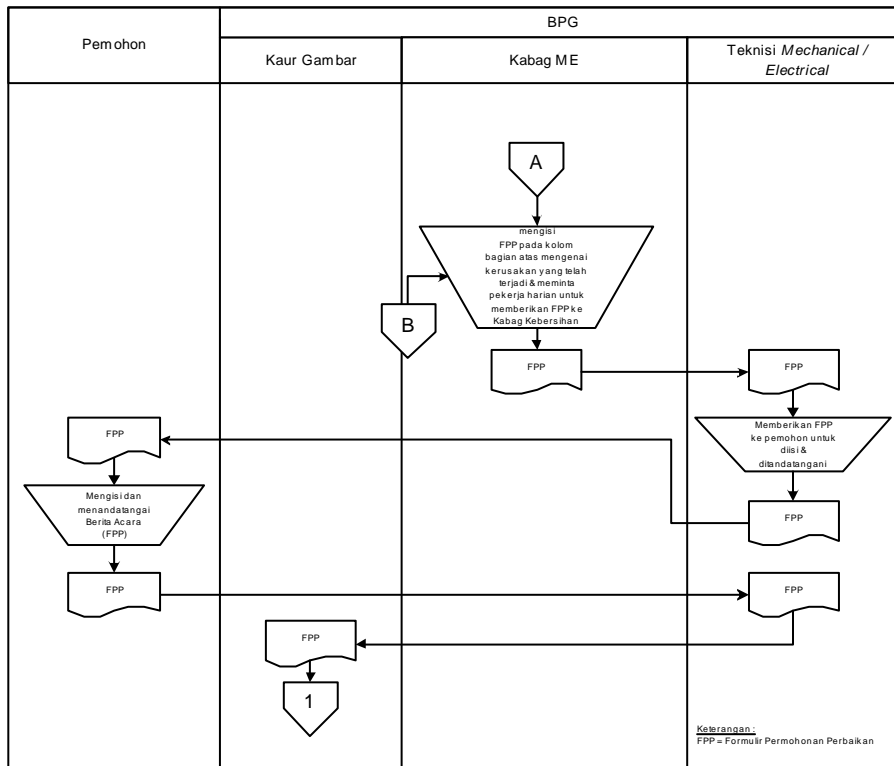 BPG
Pemohon
Kaur Gambar
Kabag ME
Teknisi Mechanical /
Electrical
A
mengisi
FPP pada kolom
bagian atas mengenai
kerusakan yang telah
terjadi & meminta
pekerja harian untuk
memberikan FPP ke
Kabag Kebersihan
B
FPP
FPP
Memberikan FPP
ke pemohon untuk
diisi &
ditandatangani
FPP
FPP
Mengisi dan
menandatangai
Berita Acara
(FPP)
FPP
FPP
FPP
1
Keterangan :
FPP = Formulir Permohonan Perbaikan